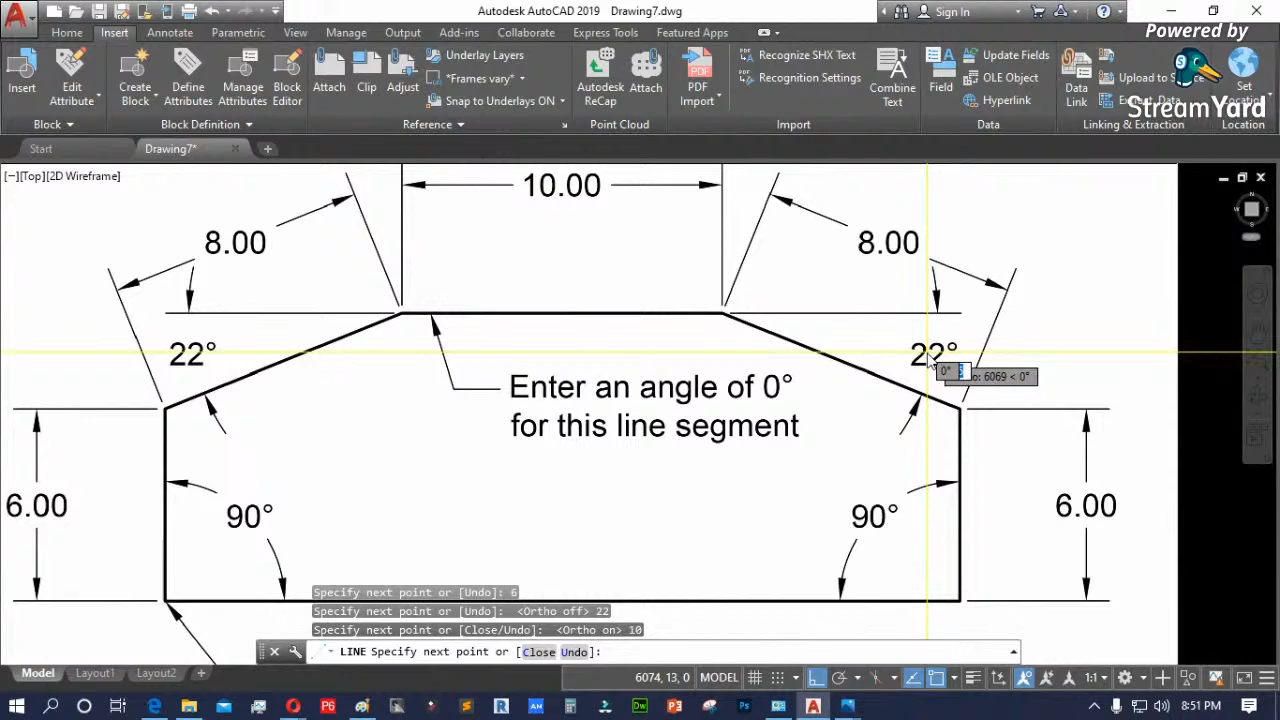 Autodesk AutoCAD 2019 Drawing7.dwg
Sign In
Powered by
StreamYard
Home Insert Annotate Parametric View Manage Output Add-ins Collaborate Express Tools Featured Apps
Insert
Edit
Attribute
Create
Block
Define
Attributes
Manage
Attributes
Block
Editor
Attach
Clip
Adjust
Underlay Layers
*Frames vary*
Snap to Underlays ON
Autodesk
ReCap
Attach
PDF
Import
Recognize SHX Text
Recognition Settings
Combine
Text
Field
Update Fields
OLE Object
Hyperlink
Data
Link
Upload to
Extract Data
Set
Location
Block
Block Definition
Reference
Point Cloud
Import
Data
Linking & Extraction
Location
Start
Drawing7*
[−][Top][2D Wireframe]
N
W
E
S
10.00
8.00
8.00
22°
22°
0°
6069 < 0°
Enter an angle of 0°
for this line segment
6.00
90°
90°
6.00
Specify next point or [Undo]: 6
Specify next point or [Undo]: <Ortho off> 22
Specify next point or [Close/Undo]: <Ortho on> 10
LINE Specify next point or [Close Undo]:
Model Layout1 Layout2
6074, 13, 0 MODEL
1:1
R P6 AM Dw Ps
8:51 PM